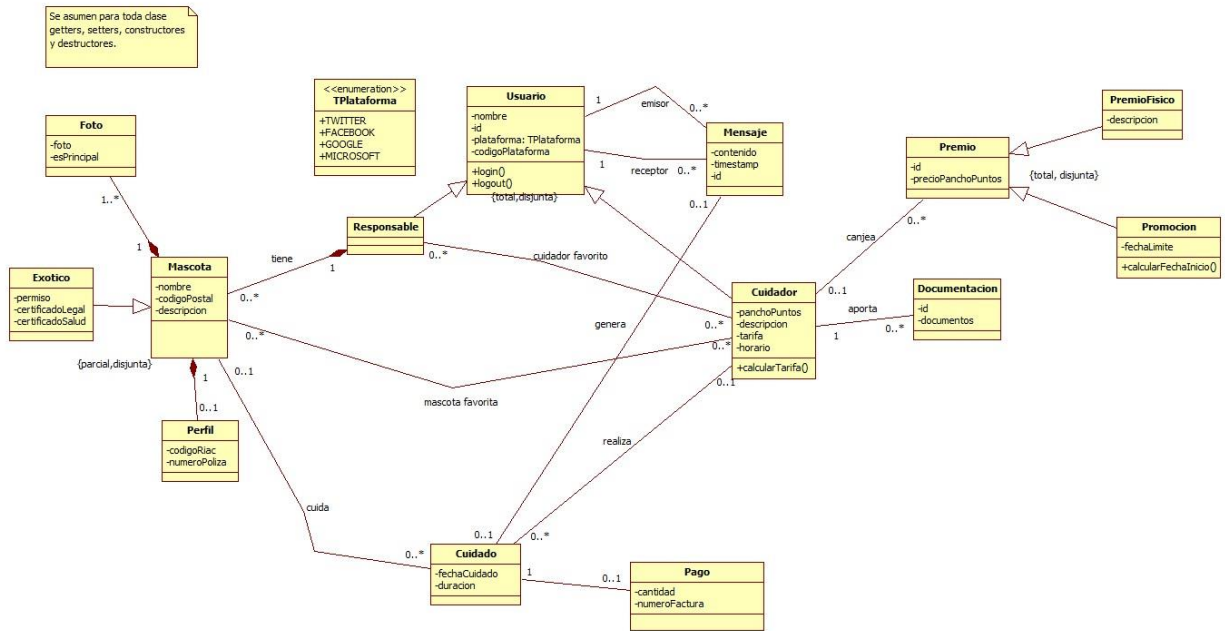 Se asumen para toda clase
getters, setters, constructores
y destructores.
<<enumeration>>
TPlataforma
+TWITTER
+FACEBOOK
+GOOGLE
+MICROSOFT
Usuario
-nombre
-id
-plataforma: TPlataforma
-codigoPlataforma
+login()
+logout()
{total,disjunta}
1
emisor
0..*
1
receptor
0..*
Mensaje
-contenido
-timestamp
-id
0..1
PremioFisico
-descripcion
Premio
-id
-precioPanchoPuntos
{total, disjunta}
0..*
Promocion
-fechaLimite
+calcularFechaInicio()
canjea
0..1
Foto
-foto
-esPrincipal
1..*
1
Responsable
tiene
1
0..*
0..*
cuidador favorito
0..*
Mascota
-nombre
-codigoPostal
-descripcion
0..*
Exotico
-permiso
-certificadoLegal
-certificadoSalud
{parcial,disjunta}
1
0..1
0..1
Cuidador
-panchoPuntos
-descripcion
-tarifa
-horario
+calcularTarifa()
0..*
0..1
Documentacion
-id
-documentos
aporta
1
0..*
genera
mascota favorita
Perfil
-codigoRiac
-numeroPoliza
realiza
cuida
0..1
0..*
0..*
Cuidado
-fechaCuidado
-duracion
1
0..1
Pago
-cantidad
-numeroFactura